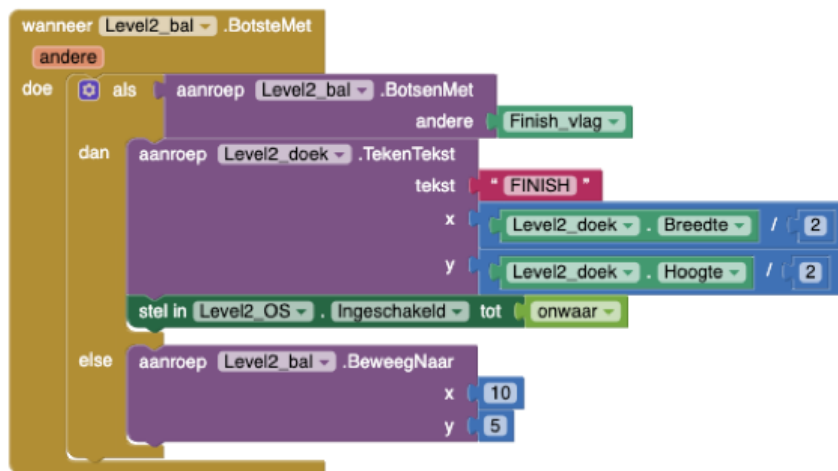 wanneer Level2_bal .BotsteMet
andere
doe als aanroep Level2_bal .BotsenMet
andere Finish_vlag
dan aanroep Level2_doek .TekenTekst
tekst " FINISH "
x Level2_doek . Breedte / 2
y Level2_doek . Hoogte / 2
stel in Level2_OS . Ingeschakeld tot onwaar
else aanroep Level2_bal .BeweegNaar
x 10
y 5